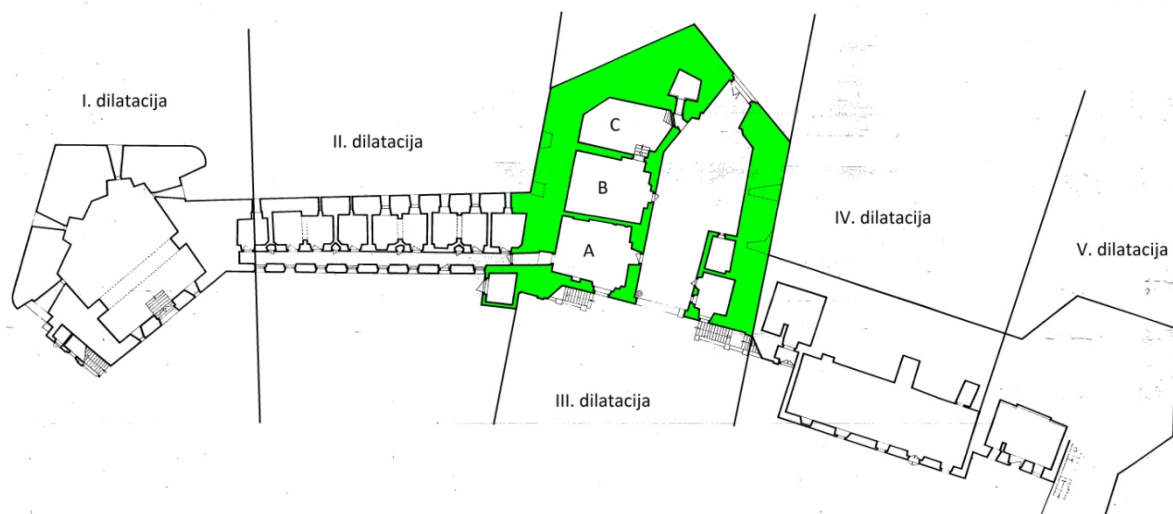 I. dilatacija
II. dilatacija
C
B
A
III. dilatacija
IV. dilatacija
V. dilatacija